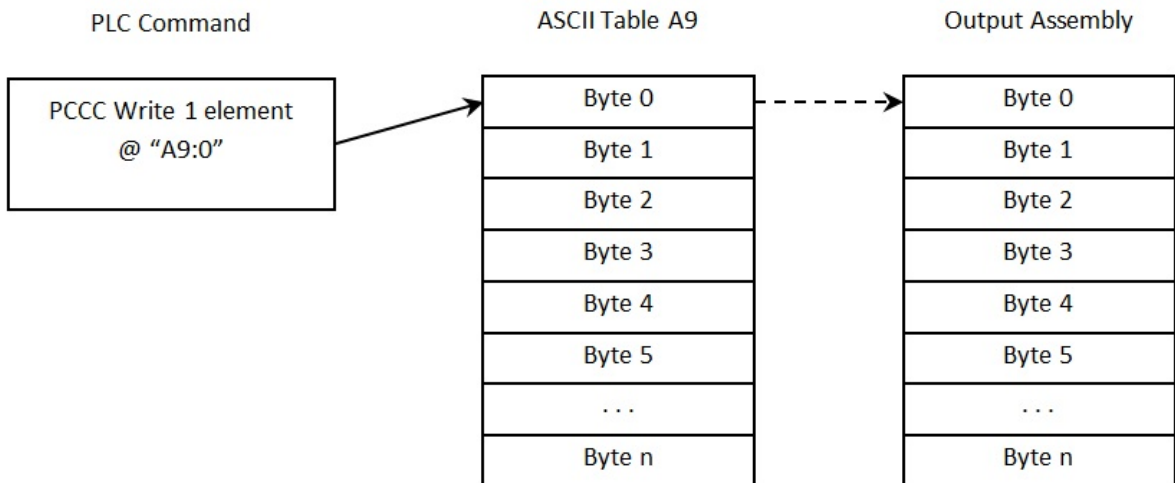 PLC Command
PCCC Write 1 element
@ “A9:0”
ASCII Table A9
Byte 0
Byte 1
Byte 2
Byte 3
Byte 4
Byte 5
. . .
Byte n
Output Assembly
Byte 0
Byte 1
Byte 2
Byte 3
Byte 4
Byte 5
. . .
Byte n